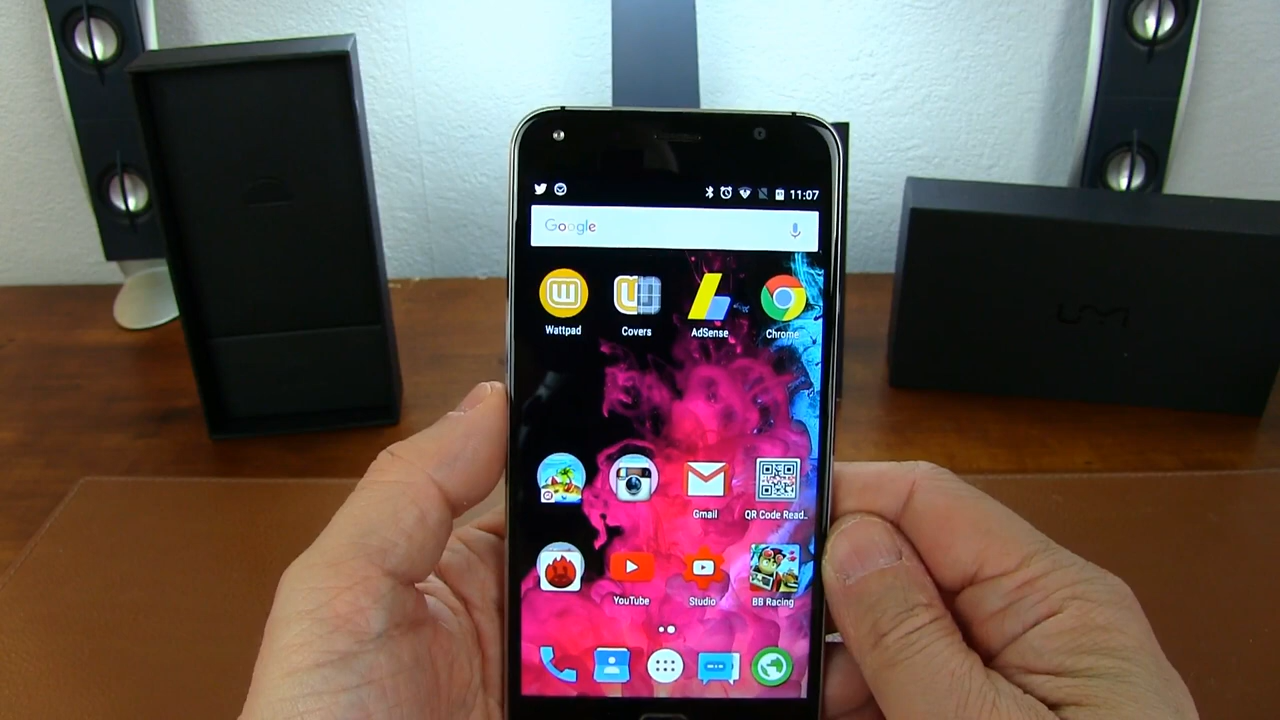 11:07
Google
Wattpad
Covers
AdSense
Chrome
Gmail
QR Code Read..
YouTube
Studio
BB Racing